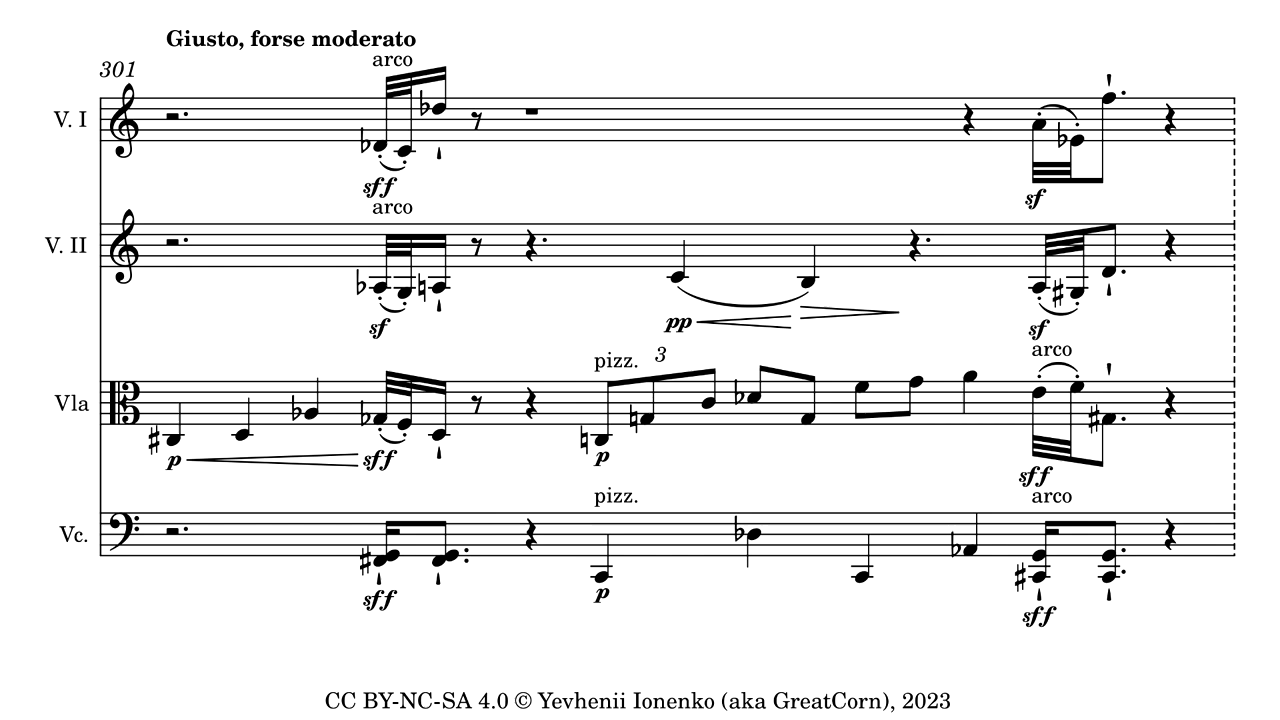 Giusto, forse moderato
301
arco
V. I
sff
sf
arco
V. II
sf
pp
sf
pizz.
3
arco
Vla
p
sff
p
sff
pizz.
arco
Vc.
sff
p
sff
CC BY-NC-SA 4.0 © Yevhenii Ionenko (aka GreatCorn), 2023